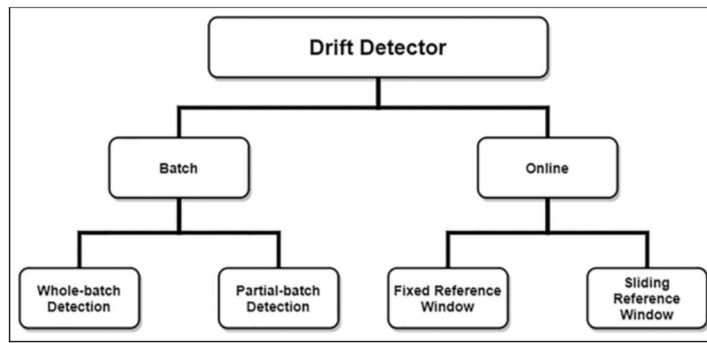 Drift Detector
Batch
Online
Whole-batch
Detection
Partial-batch
Detection
Fixed Reference
Window
Sliding
Reference
Window